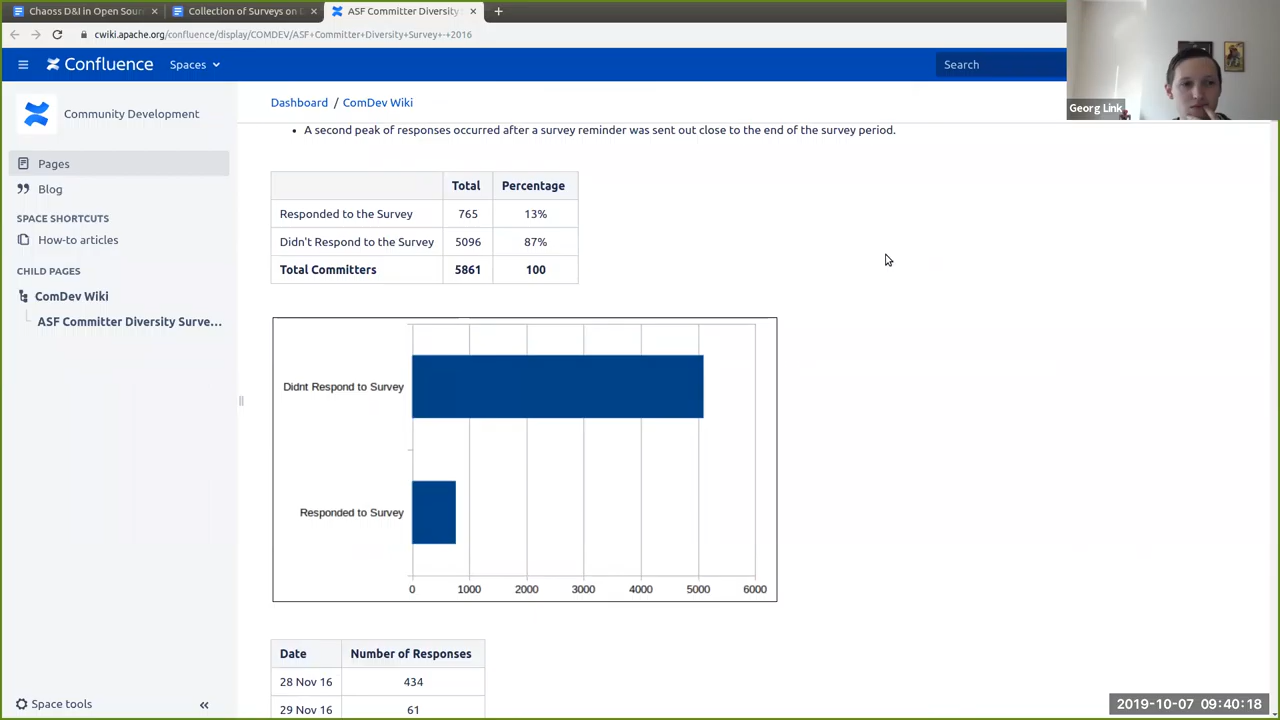 Chaoss D&I in Open Sour
Collection of Surveys on D
ASF Committer Diversity
cwiki.apache.org/confluence/display/COMDEV/ASF+Committer+Diversity+Survey+-+2016
Confluence
Spaces
Search
Georg Link
Community Development
Pages
Blog
SPACE SHORTCUTS
How-to articles
CHILD PAGES
ComDev Wiki
ASF Committer Diversity Surve...
Space tools
Dashboard / ComDev Wiki
• A second peak of responses occurred after a survey reminder was sent out close to the end of the survey period.
Total Percentage
Responded to the Survey 765 13%
Didn't Respond to the Survey 5096 87%
Total Committers 5861 100
Didnt Respond to Survey
Responded to Survey
0 1000 2000 3000 4000 5000 6000
Date Number of Responses
28 Nov 16 434
29 Nov 16 61
2019-10-07 09:40:18